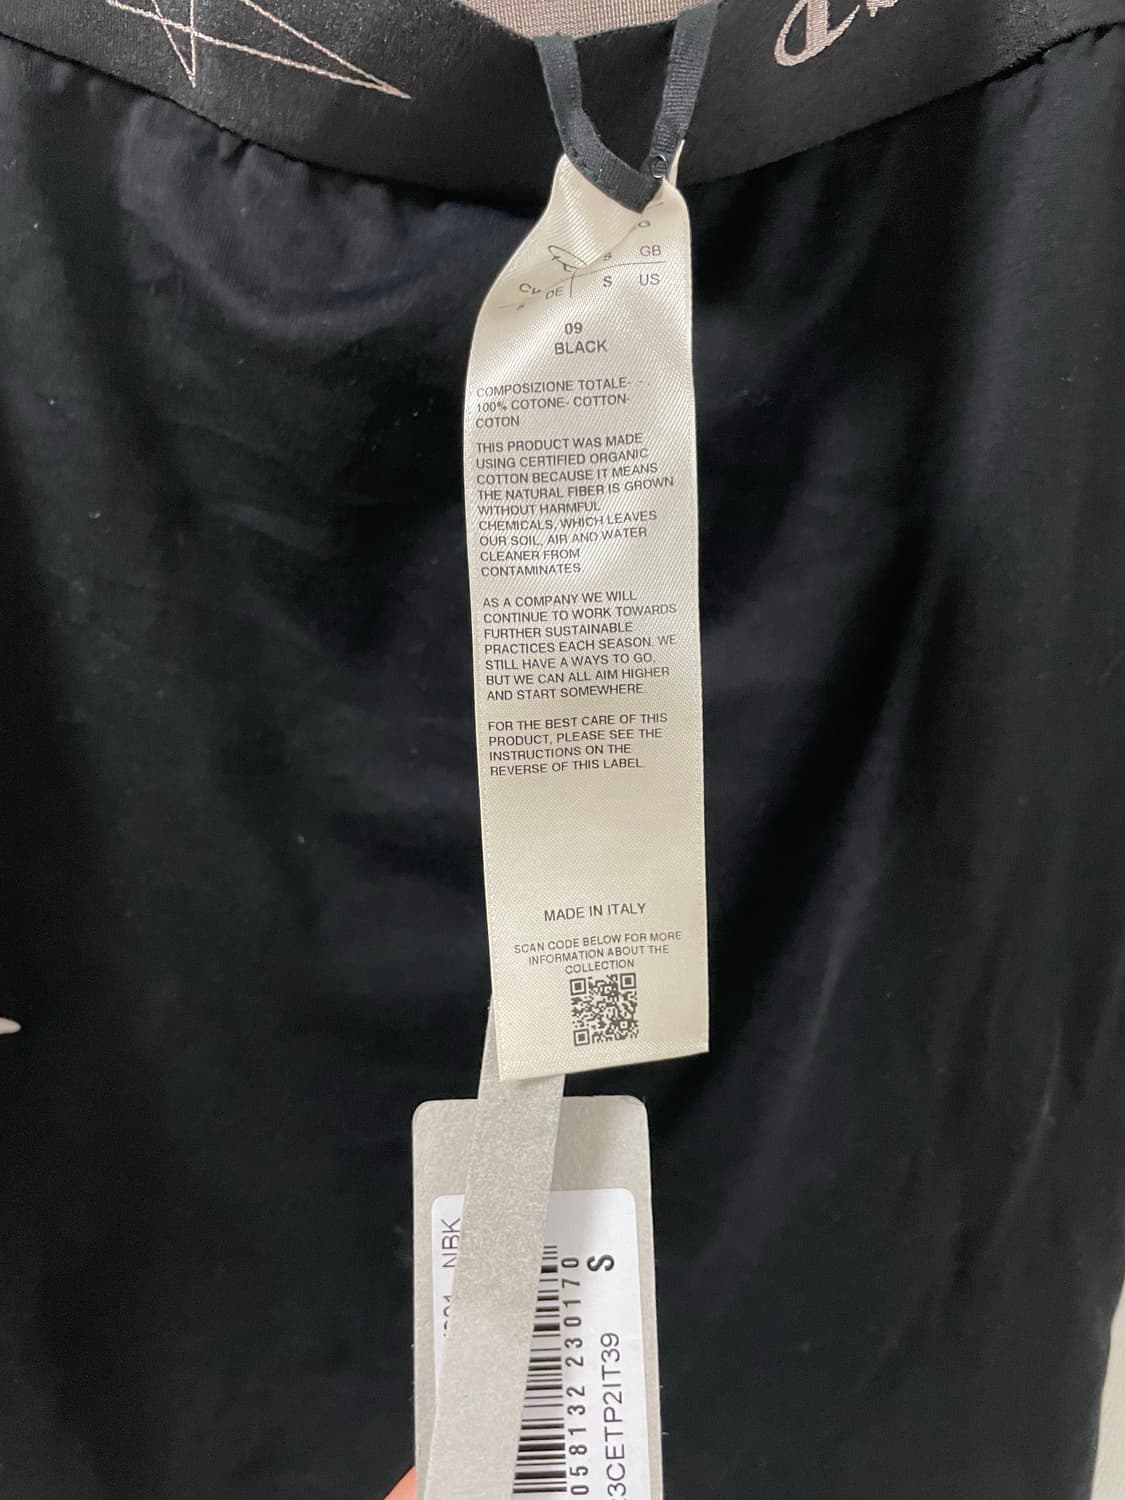 G
S GB
DE S US
09
BLACK
COMPOSIZIONE TOTALE- - .
100% COTONE- COTTON-
COTON
THIS PRODUCT WAS MADE
USING CERTIFIED ORGANIC
COTTON BECAUSE IT MEANS
THE NATURAL FIBER IS GROWN
WITHOUT HARMFUL
CHEMICALS, WHICH LEAVES
OUR SOIL, AIR AND WATER
CLEANER FROM
CONTAMINATES.
AS A COMPANY WE WILL
CONTINUE TO WORK TOWARDS
FURTHER SUSTAINABLE
PRACTICES EACH SEASON. WE
STILL HAVE A WAYS TO GO,
BUT WE CAN ALL AIM HIGHER
AND START SOMEWHERE.
FOR THE BEST CARE OF THIS
PRODUCT, PLEASE SEE THE
INSTRUCTIONS ON THE
REVERSE OF THIS LABEL.
MADE IN ITALY
SCAN CODE BELOW FOR MORE
INFORMATION ABOUT THE
COLLECTION
NBK
058132 230170
S
3CETP2IT39